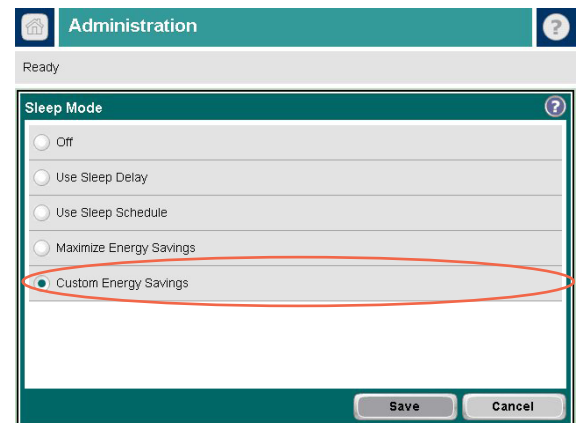 Administration
?
Ready
Sleep Mode
?
Off
Use Sleep Delay
Use Sleep Schedule
Maximize Energy Savings
Custom Energy Savings
Save Cancel